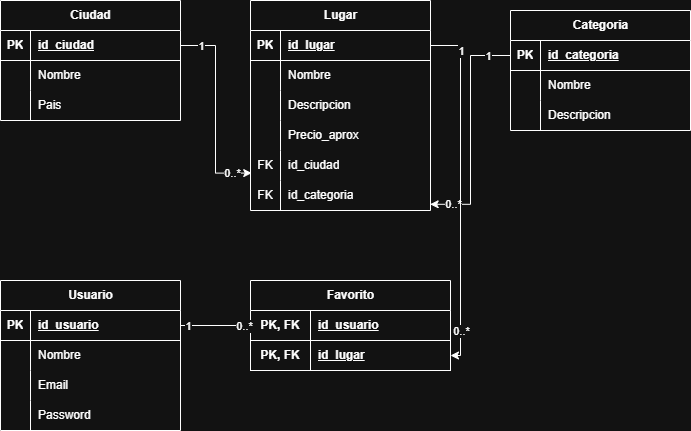 Ciudad
PK id_ciudad
Nombre
Pais
1
0..*
Lugar
PK id_lugar
Nombre
Descripcion
Precio_aprox
FK id_ciudad
FK id_categoria
1
0..*
1
0..*
Categoria
PK id_categoria
Nombre
Descripcion
Usuario
PK id_usuario
Nombre
Email
Password
1
0..*
Favorito
PK, FK id_usuario
PK, FK id_lugar